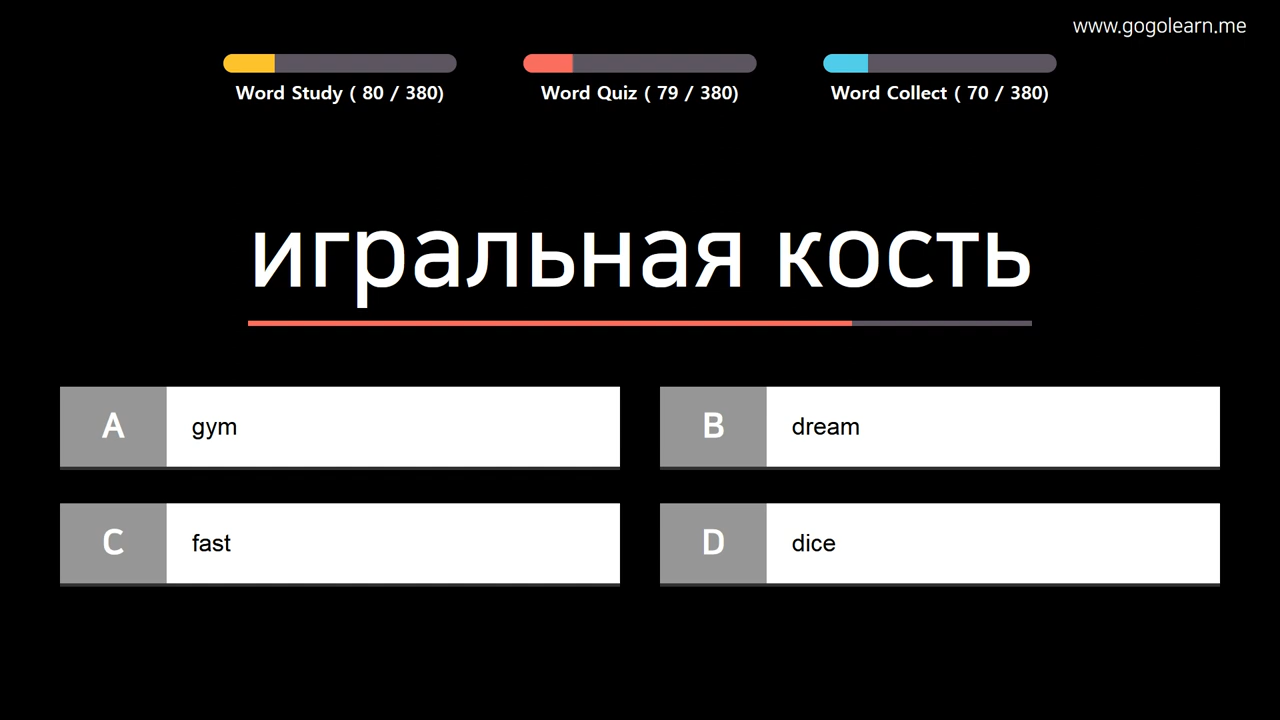 www.gogolearn.me
Word Study ( 80 / 380)
Word Quiz ( 79 / 380)
Word Collect ( 70 / 380)
игральная кость
A gym
B dream
C fast
D dice